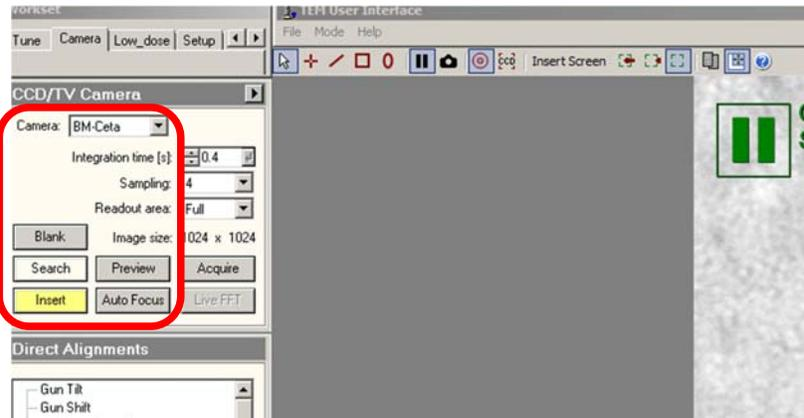 TEM User Interface
File Mode Help
Tune Camera Low_dose Setup
Insert Screen
CCD/TV Camera
Camera: BM-Ceta
Integration time [s]: 0.4
Sampling: 4
Readout area: Full
Blank Image size: 1024 x 1024
Search Preview Acquire
Insert Auto Focus Live FFT
Direct Alignments
Gun Tilt
Gun Shift